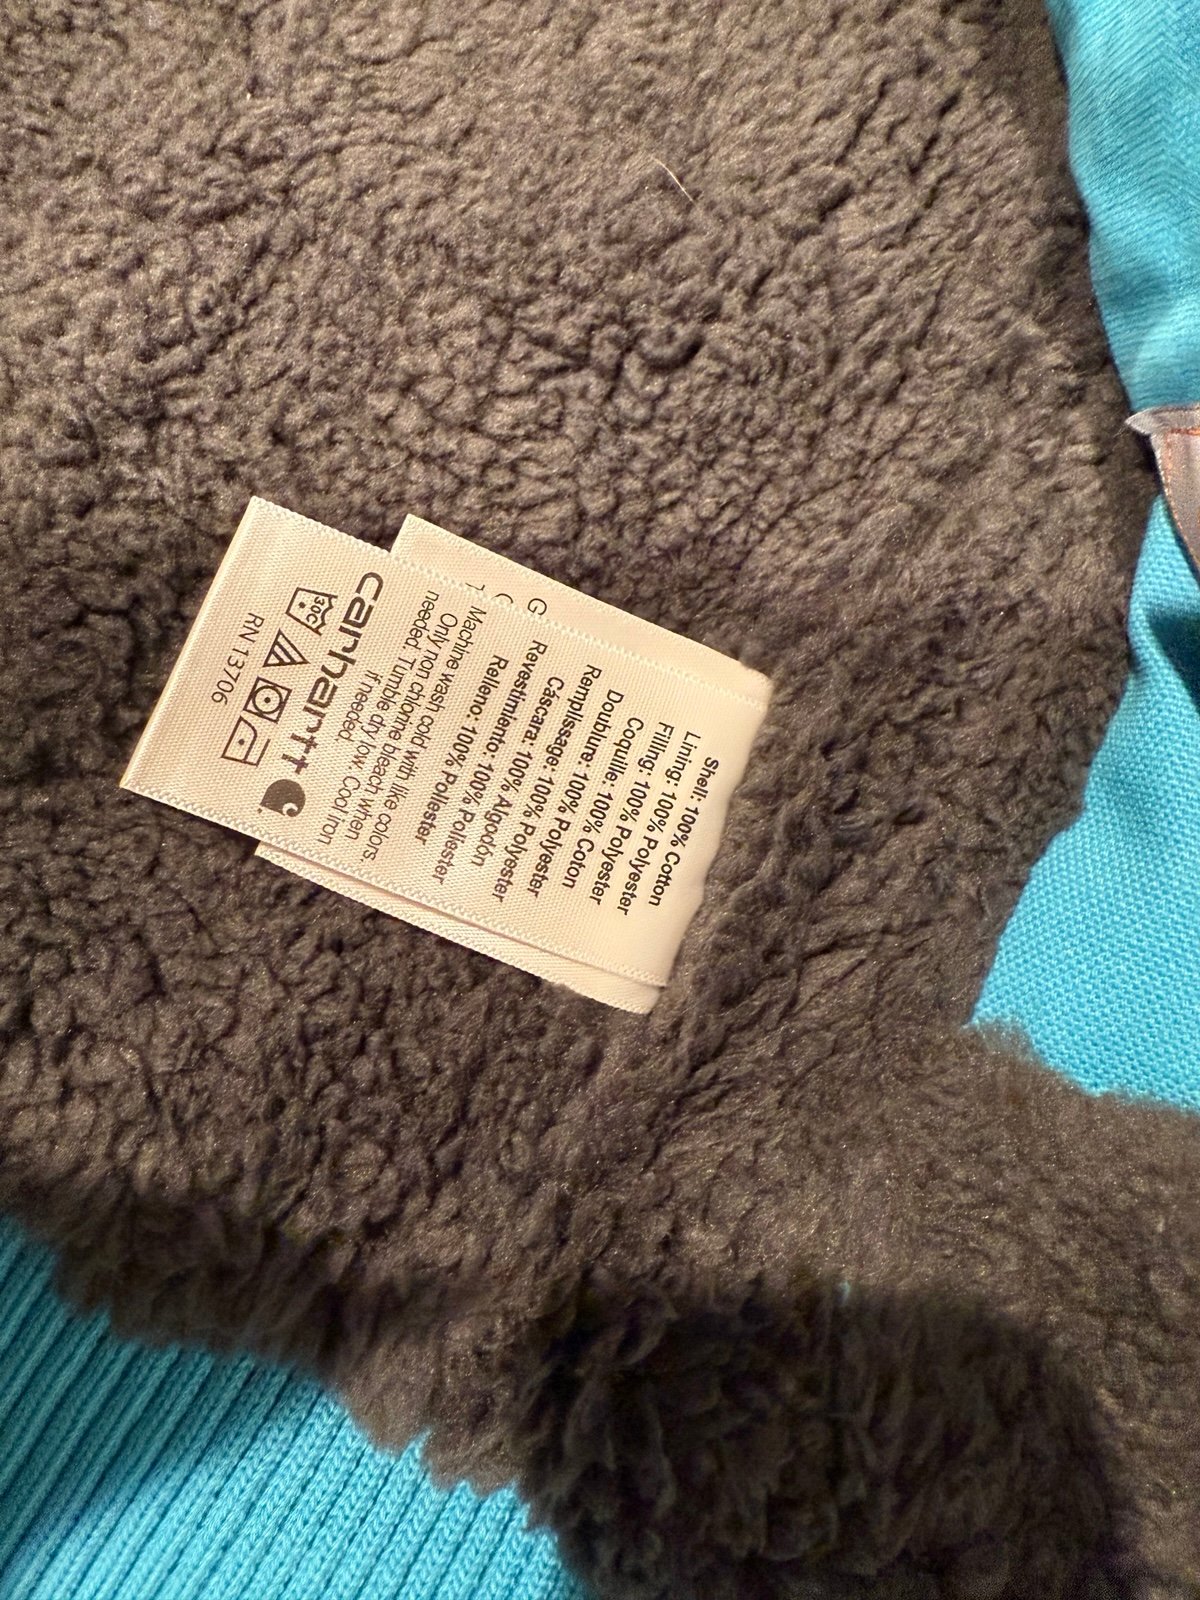 Shell: 100% Cotton
Lining: 100% Polyester
Filling: 100% Polyester
Coquille: 100% Coton
Doublure: 100% Polyester
Remplissage: 100% Polyester
Cáscara: 100% Algodón
Revestimiento: 100% Poliester
Relleno: 100% Poliester
Machine wash cold with like colors.
Only non chlorine bleach when
needed. Tumble dry low. Cool iron
if needed.
carhartt
30C
RN 13706
G